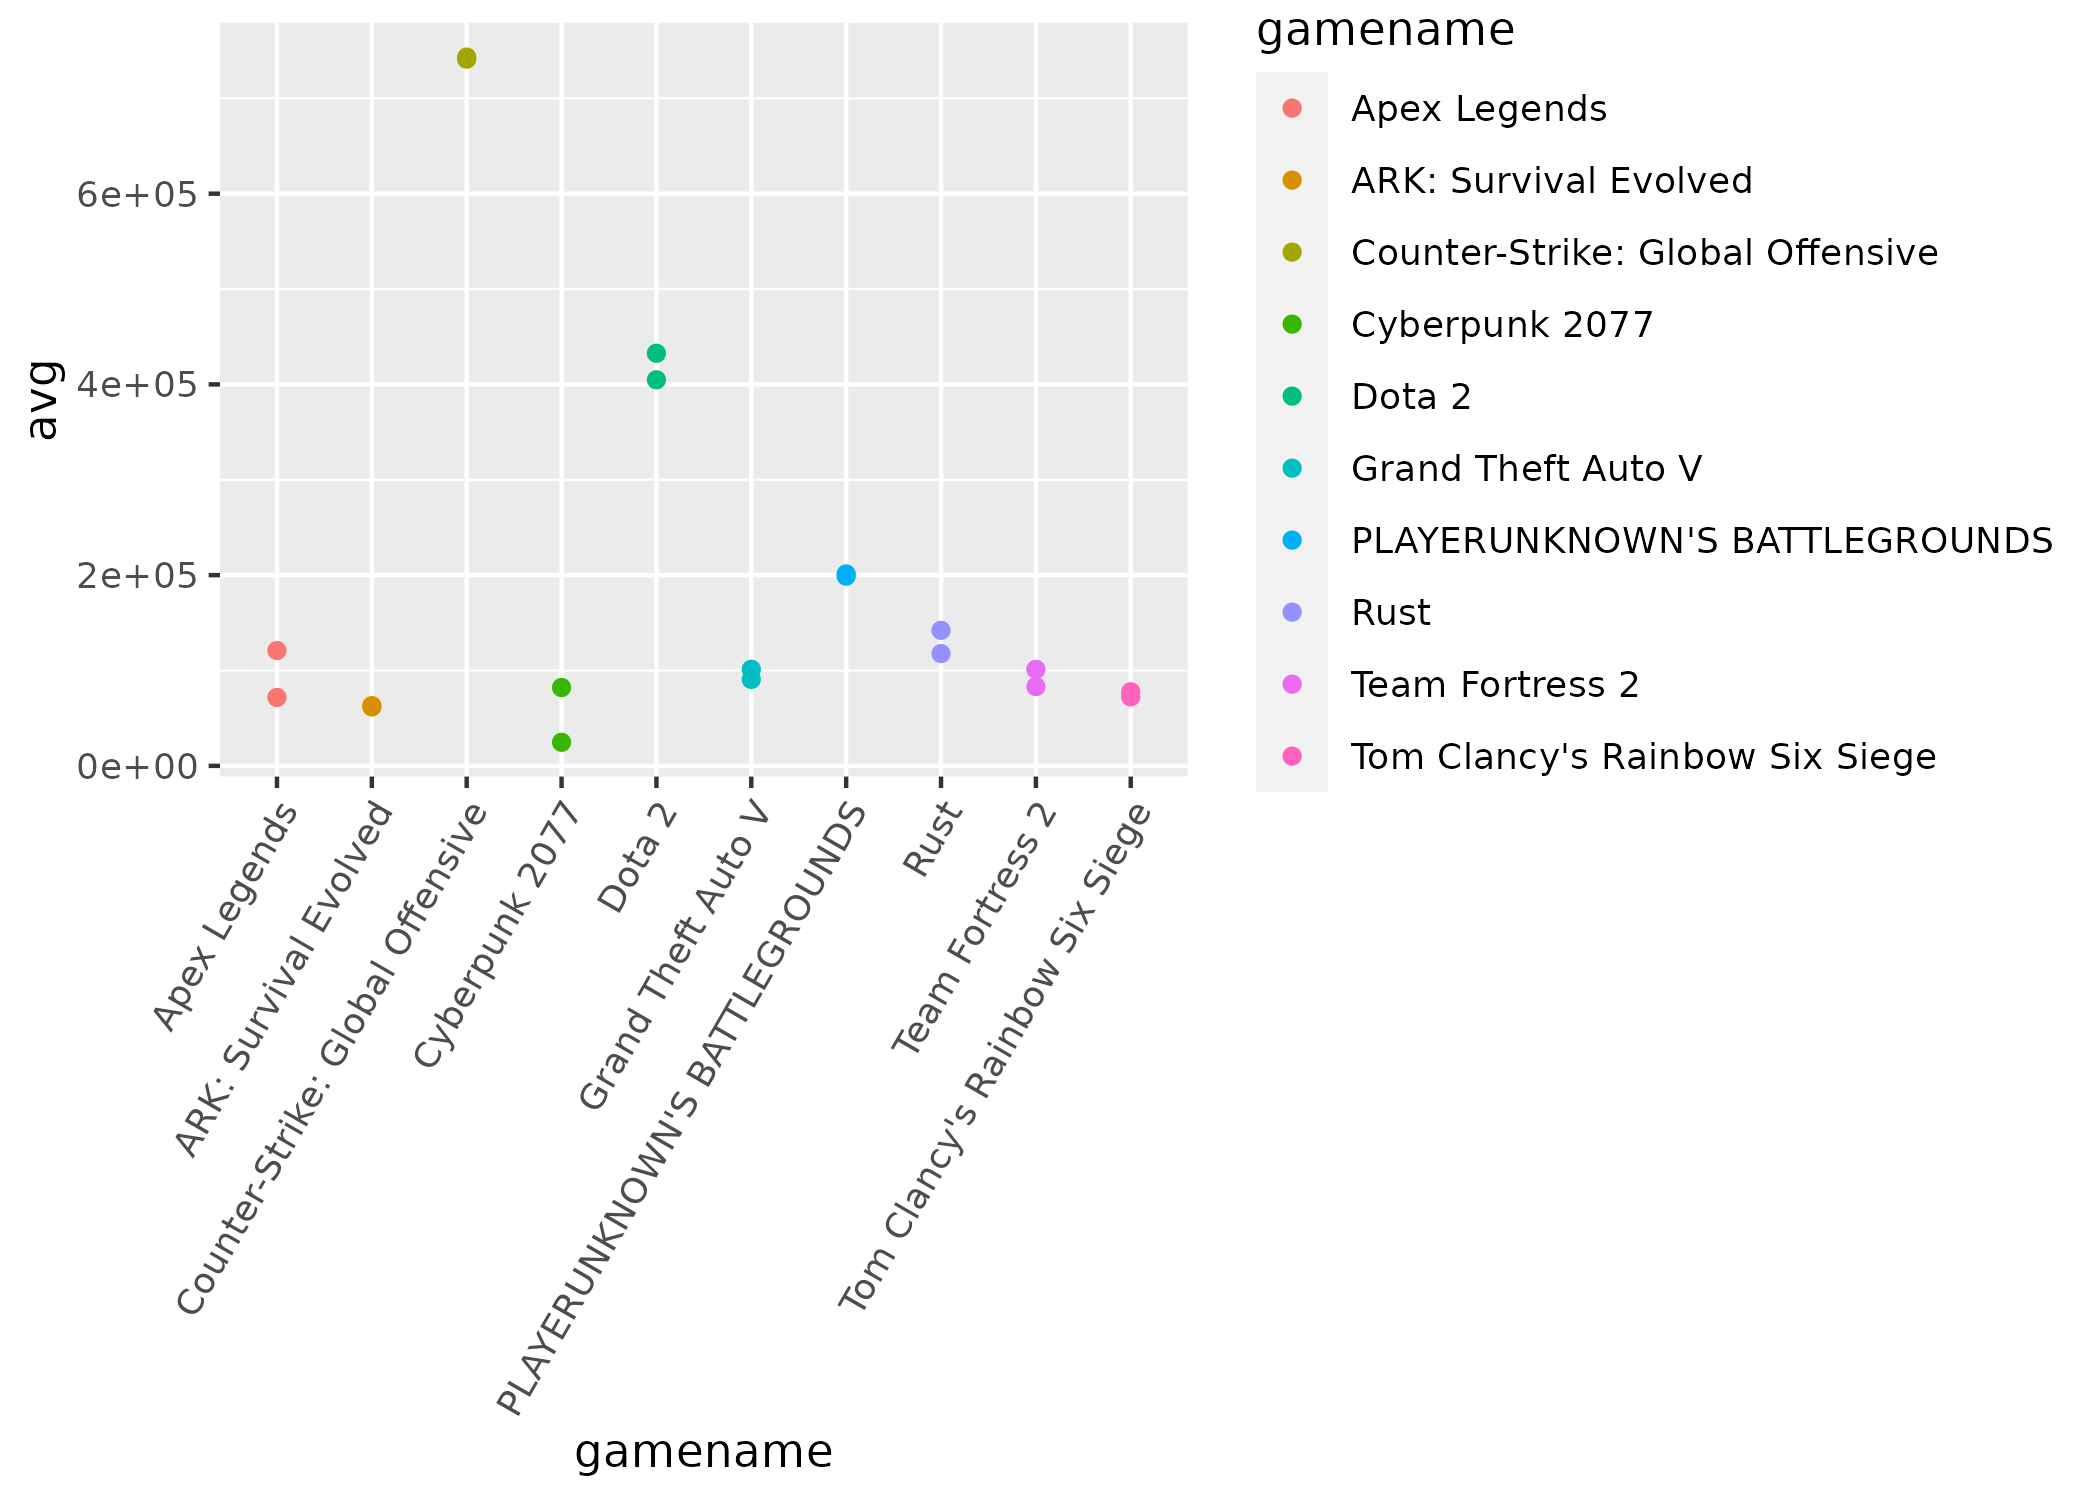 gamename
Apex Legends
ARK: Survival Evolved
Counter-Strike: Global Offensive
Cyberpunk 2077
Dota 2
Grand Theft Auto V
PLAYERUNKNOWN'S BATTLEGROUNDS
Rust
Team Fortress 2
Tom Clancy's Rainbow Six Siege
avg
6e+05
4e+05
2e+05
0e+00
Apex Legends
ARK: Survival Evolved
Counter-Strike: Global Offensive
Cyberpunk 2077
Dota 2
Grand Theft Auto V
PLAYERUNKNOWN'S BATTLEGROUNDS
Rust
Team Fortress 2
Tom Clancy's Rainbow Six Siege
gamename